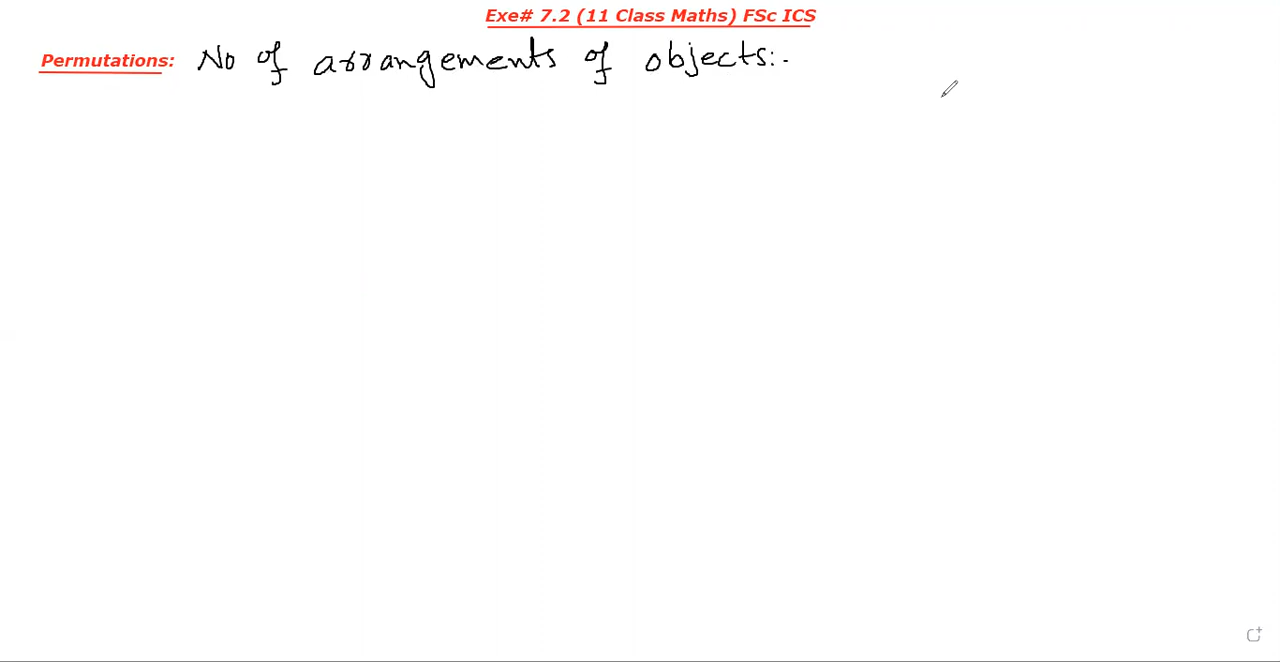 Exe# 7.2 (11 Class Maths) FSc ICS
Permutations: No of arrangements of objects:-